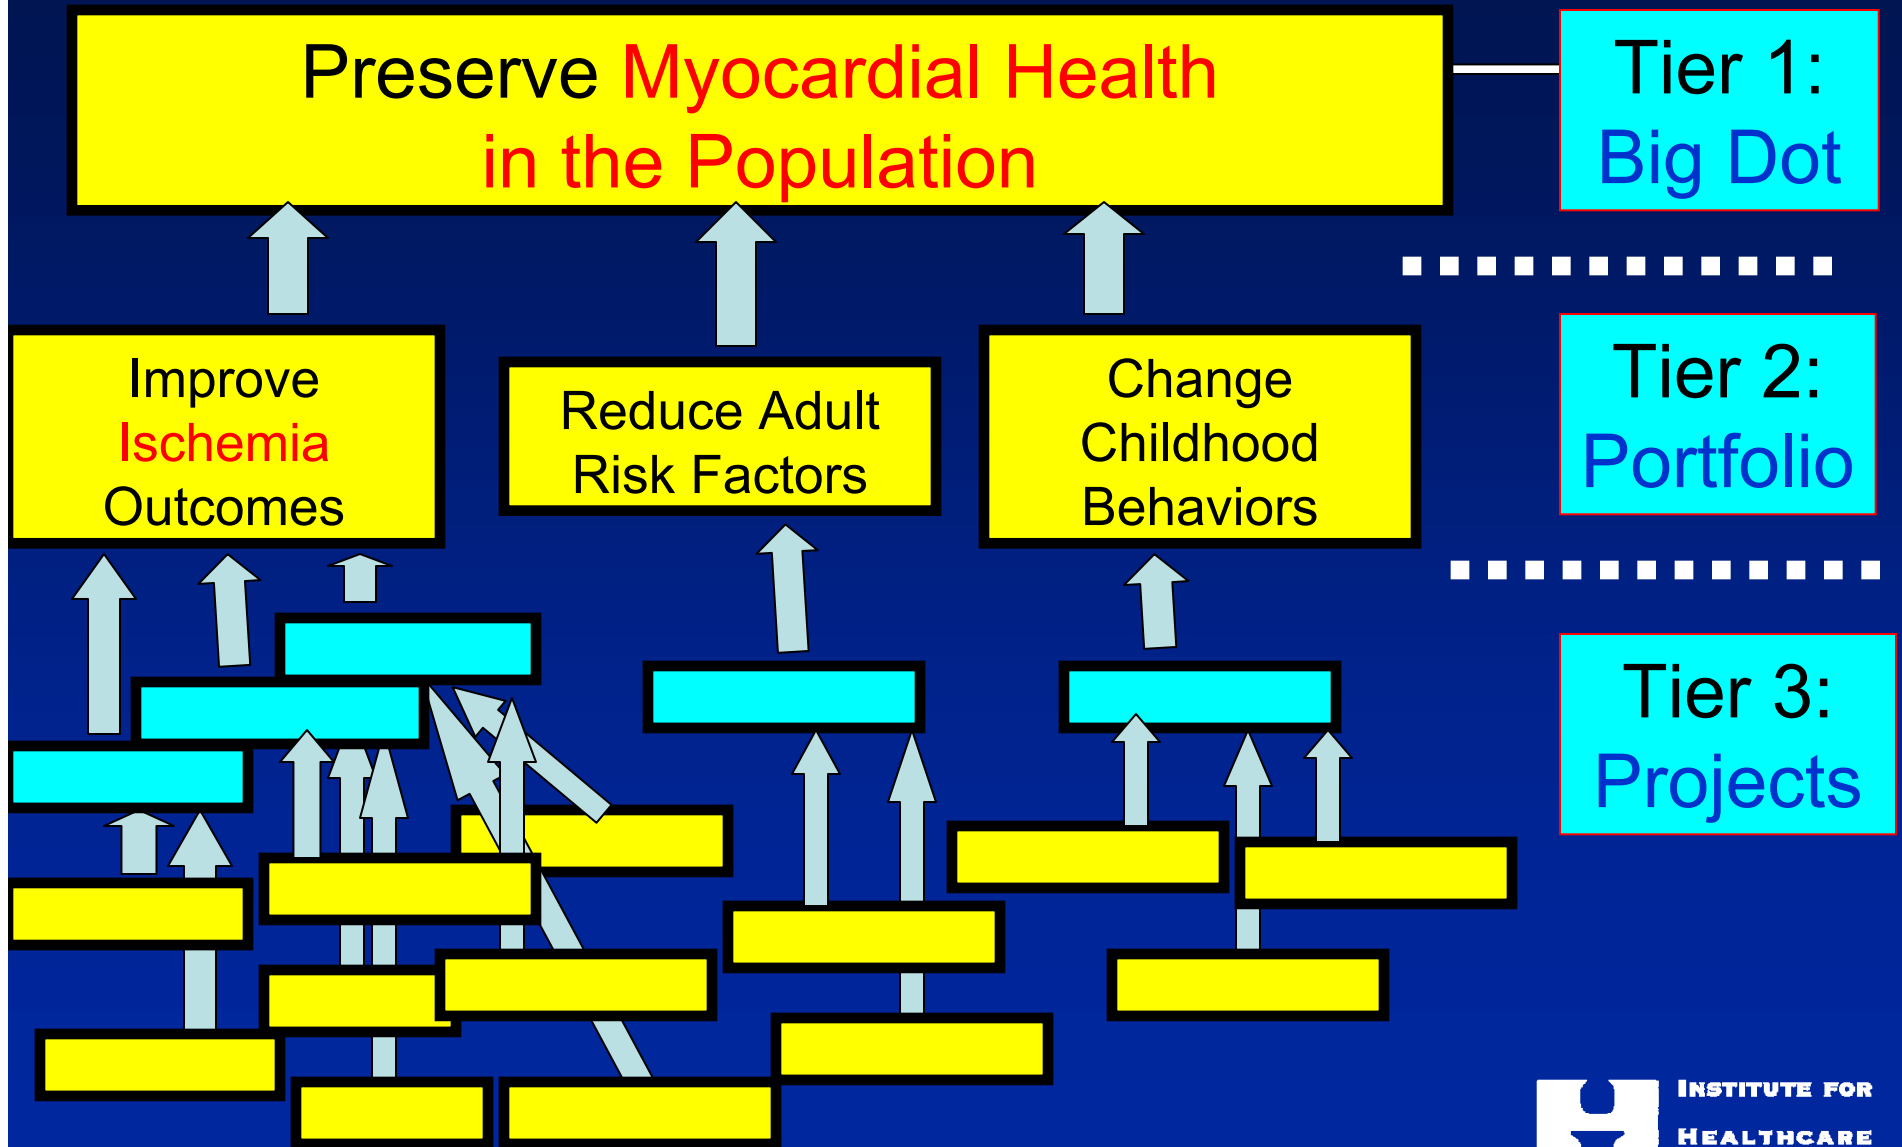 Preserve Myocardial Health
in the Population
Tier 1:
Big Dot
Improve
Ischemia
Outcomes
Reduce Adult
Risk Factors
Change
Childhood
Behaviors
Tier 2:
Portfolio
Tier 3:
Projects
INSTITUTE FOR
HEALTHCARE